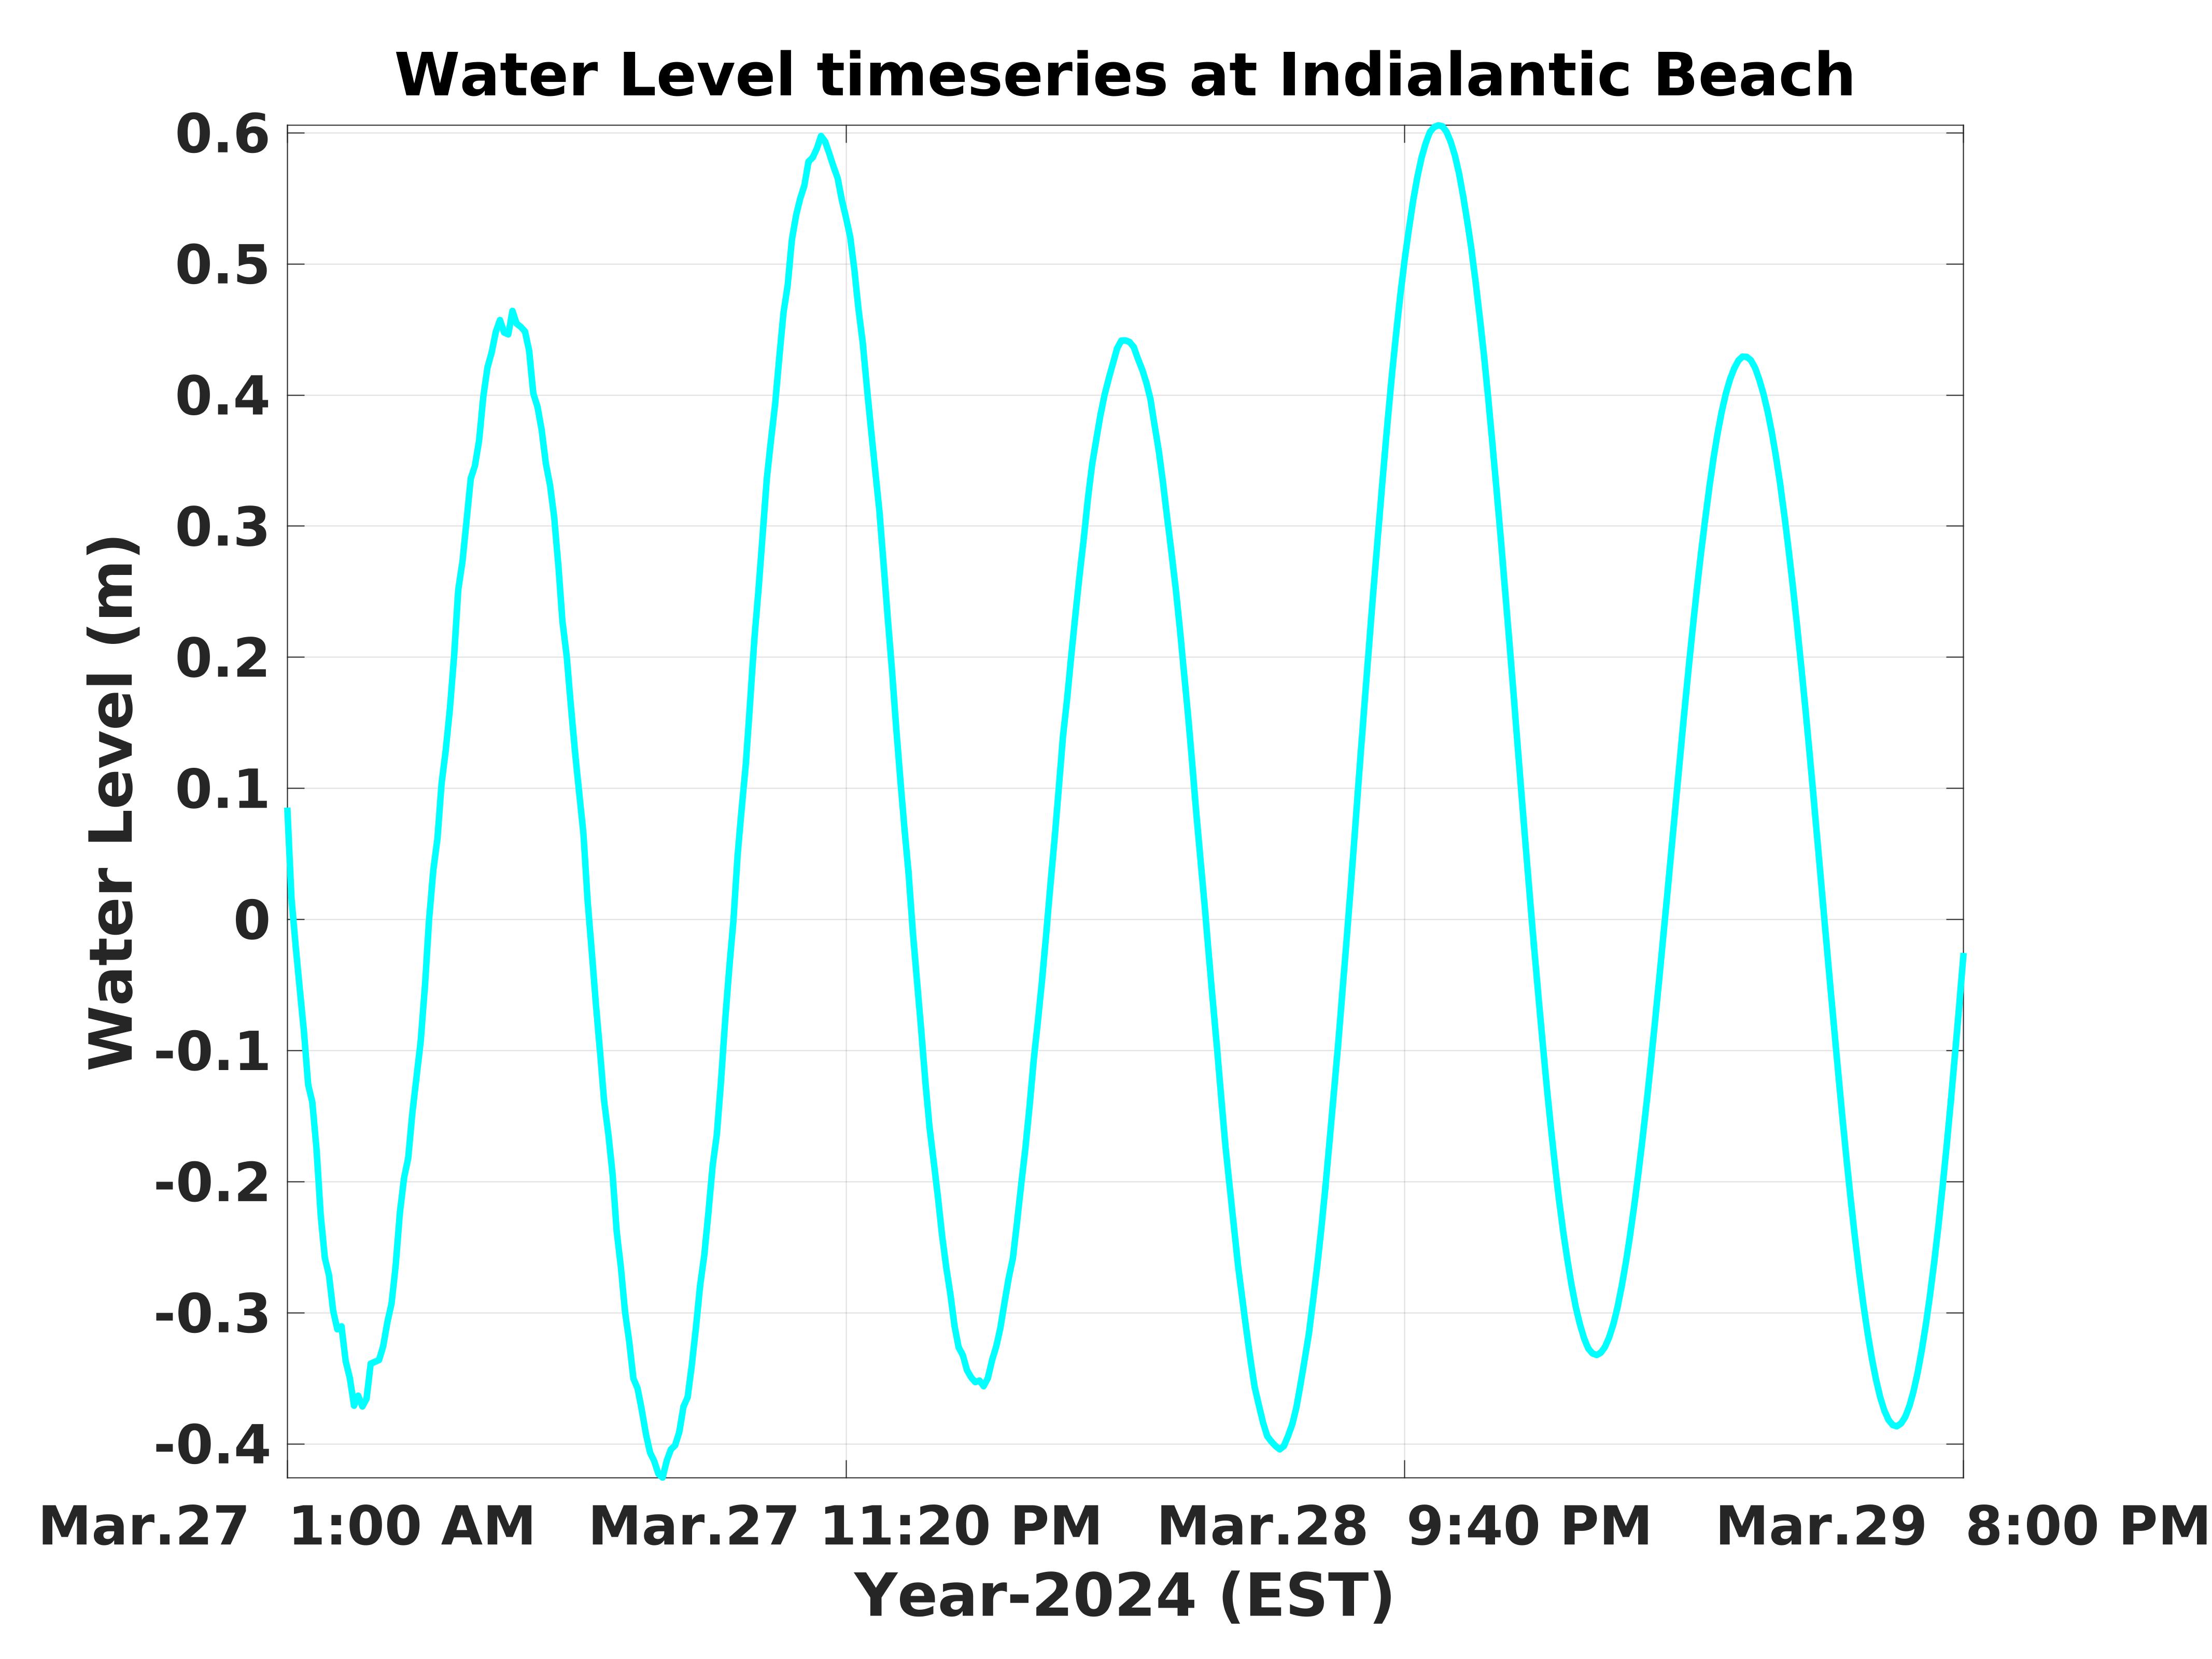 Water Level timeseries at Indialantic Beach
0.6
0.5
0.4
0.3
0.2
0.1
0
-0.1
-0.2
-0.3
-0.4
Water Level (m)
Mar.27 1:00 AM Mar.27 11:20 PM Mar.28 9:40 PM Mar.29 8:00 PM
Year-2024 (EST)